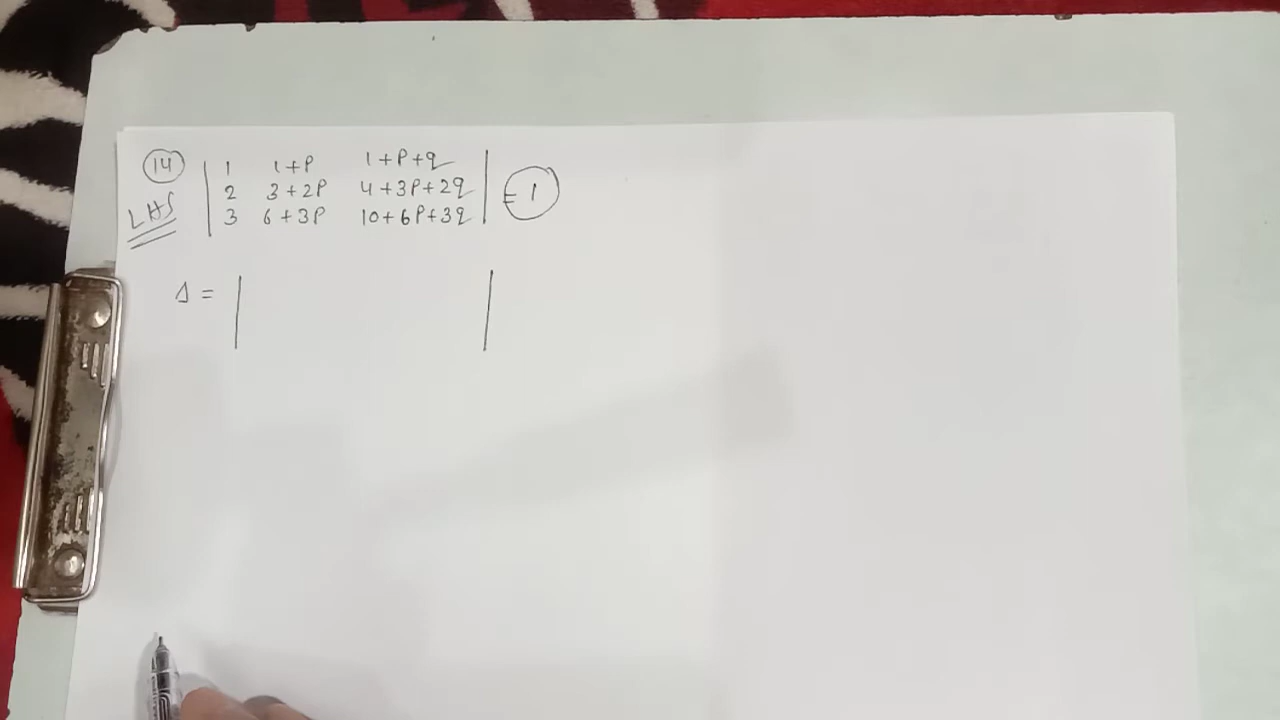 14 | 1 1+P 1+P+q | = 1
LHS | 2 3+2P 4+3P+2q |
| 3 6+3P 10+6P+3q |
Δ = | |